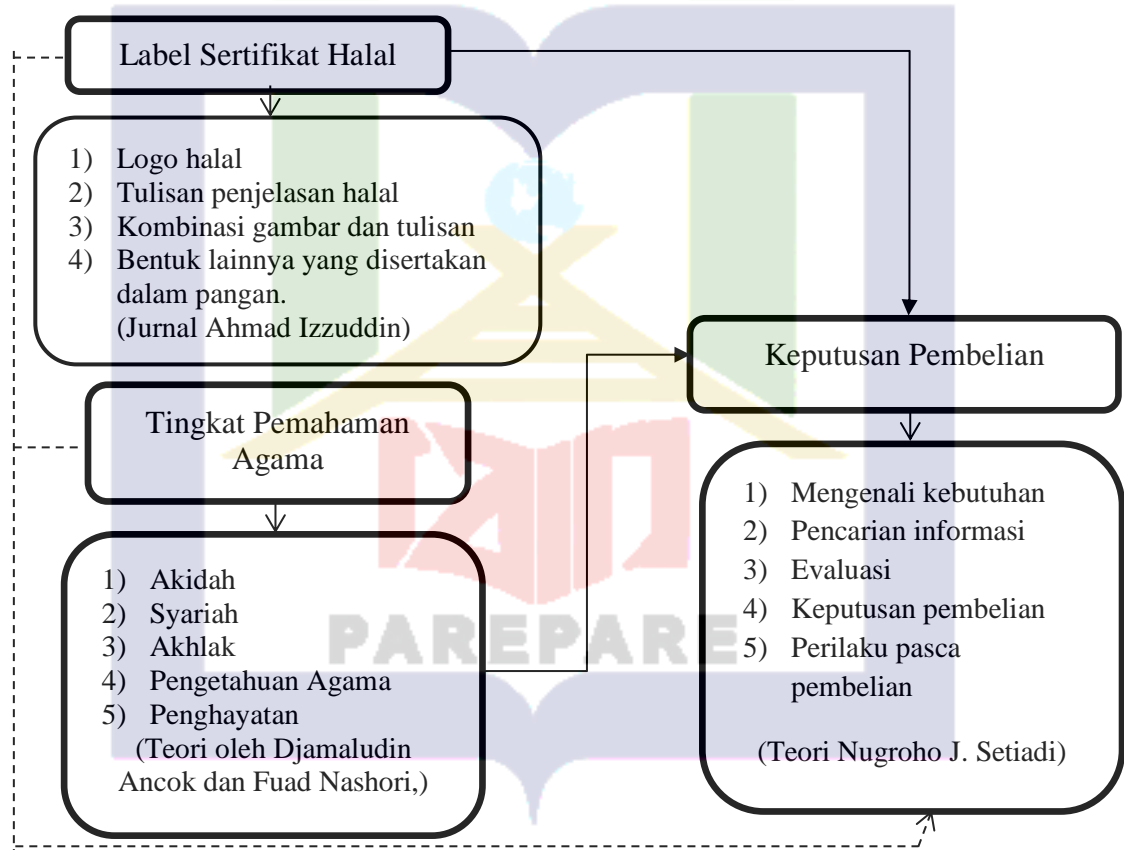 Label Sertifikat Halal
1) Logo halal
2) Tulisan penjelasan halal
3) Kombinasi gambar dan tulisan
4) Bentuk lainnya yang disertakan
dalam pangan.
(Jurnal Ahmad Izzuddin)
Tingkat Pemahaman
Agama
1) Akidah
2) Syariah
3) Akhlak
4) Pengetahuan Agama
5) Penghayatan
(Teori oleh Djamaludin
Ancok dan Fuad Nashori,)
Keputusan Pembelian
1) Mengenali kebutuhan
2) Pencarian informasi
3) Evaluasi
4) Keputusan pembelian
5) Perilaku pasca
pembelian
(Teori Nugroho J. Setiadi)
PAREPARE